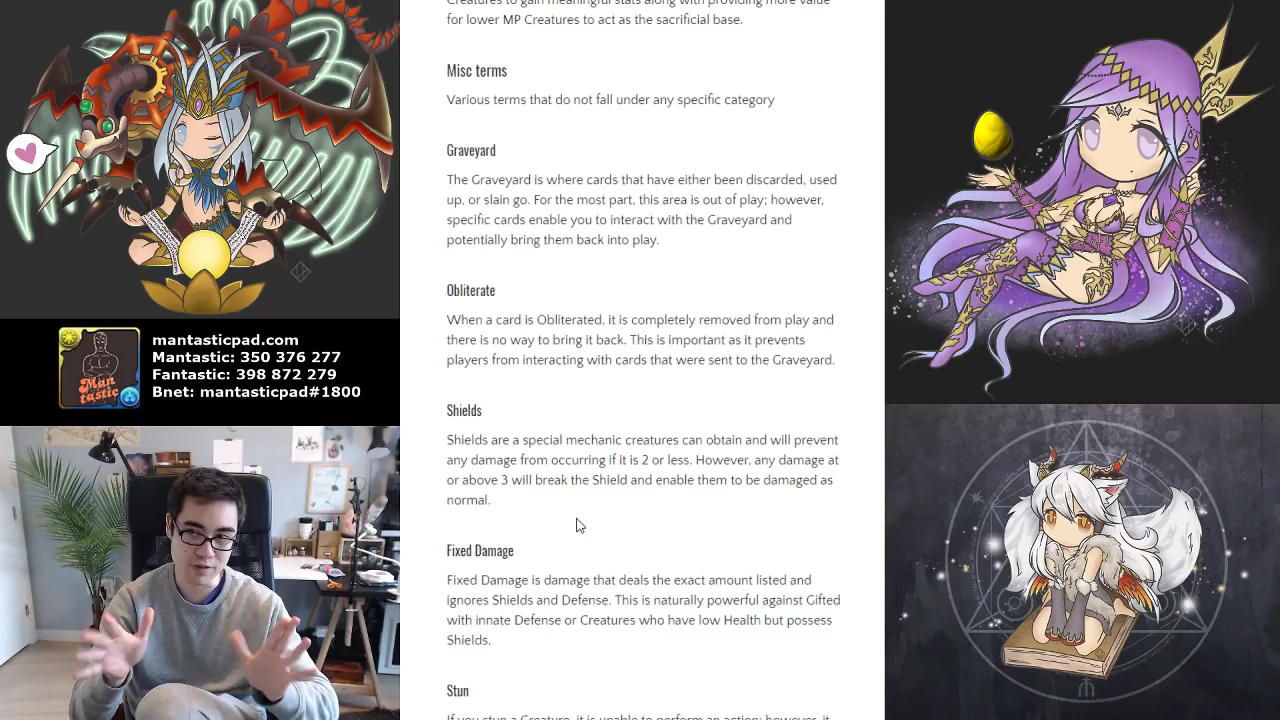 mantasticpad.com
Mantastic: 350 376 277
Fantastic: 398 872 279
Bnet: mantasticpad#1800
Man
tastic
for lower MP Creatures to act as the sacrificial base.
Misc terms
Various terms that do not fall under any specific category
Graveyard
The Graveyard is where cards that have either been discarded, used
up, or slain go. For the most part, this area is out of play; however,
specific cards enable you to interact with the Graveyard and
potentially bring them back into play.
Obliterate
When a card is Obliterated, it is completely removed from play and
there is no way to bring it back. This is important as it prevents
players from interacting with cards that were sent to the Graveyard.
Shields
Shields are a special mechanic creatures can obtain and will prevent
any damage from occurring if it is 2 or less. However, any damage at
or above 3 will break the Shield and enable them to be damaged as
normal.
Fixed Damage
Fixed Damage is damage that deals the exact amount listed and
ignores Shields and Defense. This is naturally powerful against Gifted
with innate Defense or Creatures who have low Health but possess
Shields.
Stun